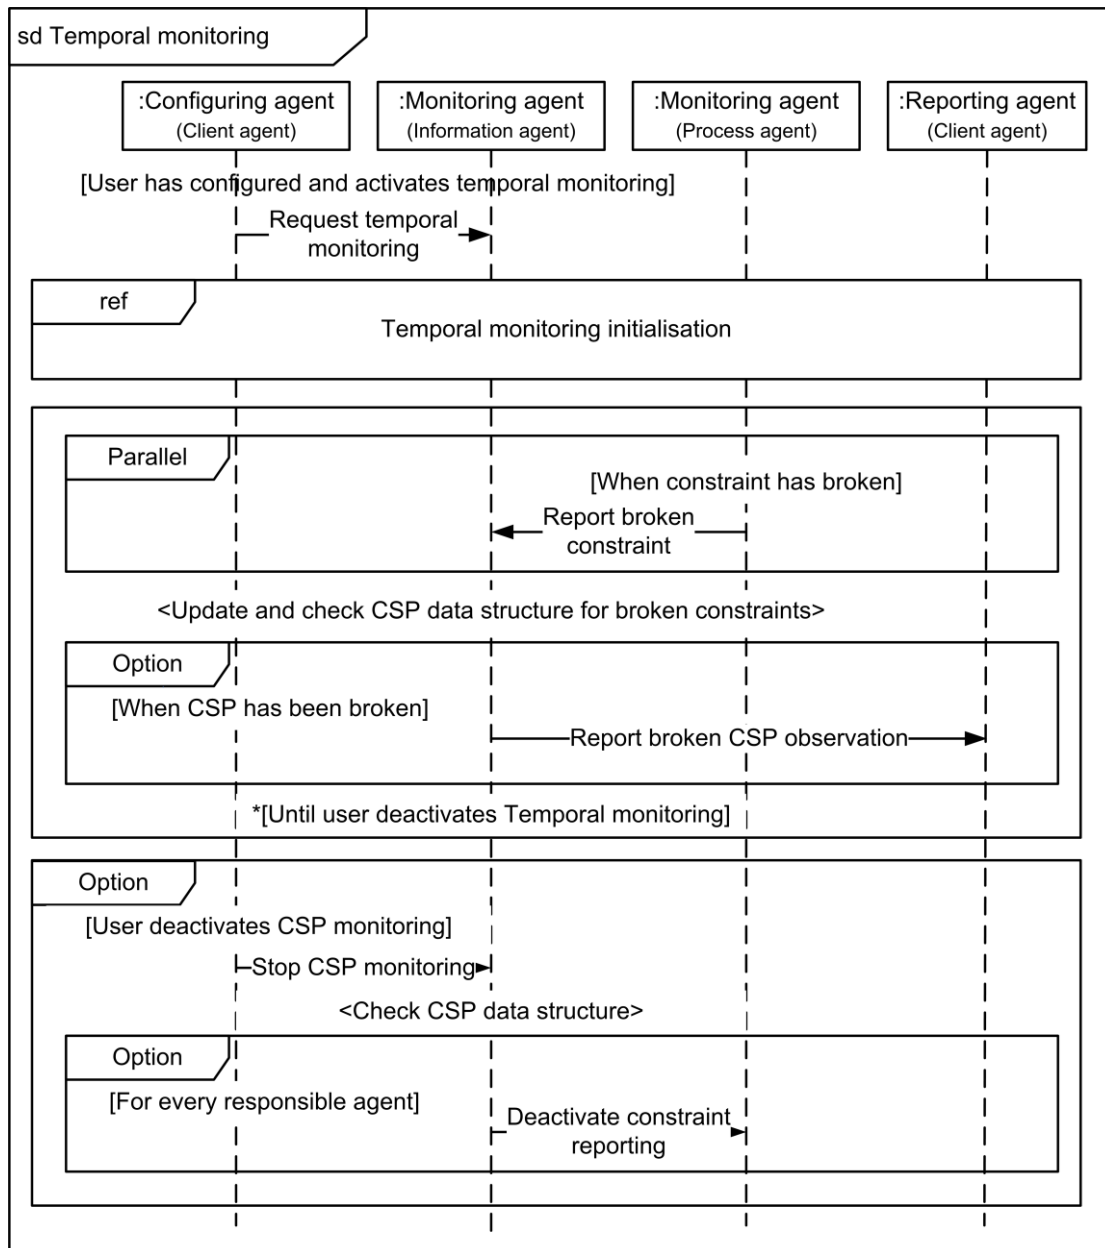 sd Temporal monitoring
:Configuring agent
(Client agent)
:Monitoring agent
(Information agent)
:Monitoring agent
(Process agent)
:Reporting agent
(Client agent)
[User has configured and activates temporal monitoring]
Request temporal
monitoring
ref
Temporal monitoring initialisation
Parallel
[When constraint has broken]
Report broken
constraint
<Update and check CSP data structure for broken constraints>
Option
[When CSP has been broken]
Report broken CSP observation
*[Until user deactivates Temporal monitoring]
Option
[User deactivates CSP monitoring]
Stop CSP monitoring
<Check CSP data structure>
Option
[For every responsible agent]
Deactivate constraint
reporting